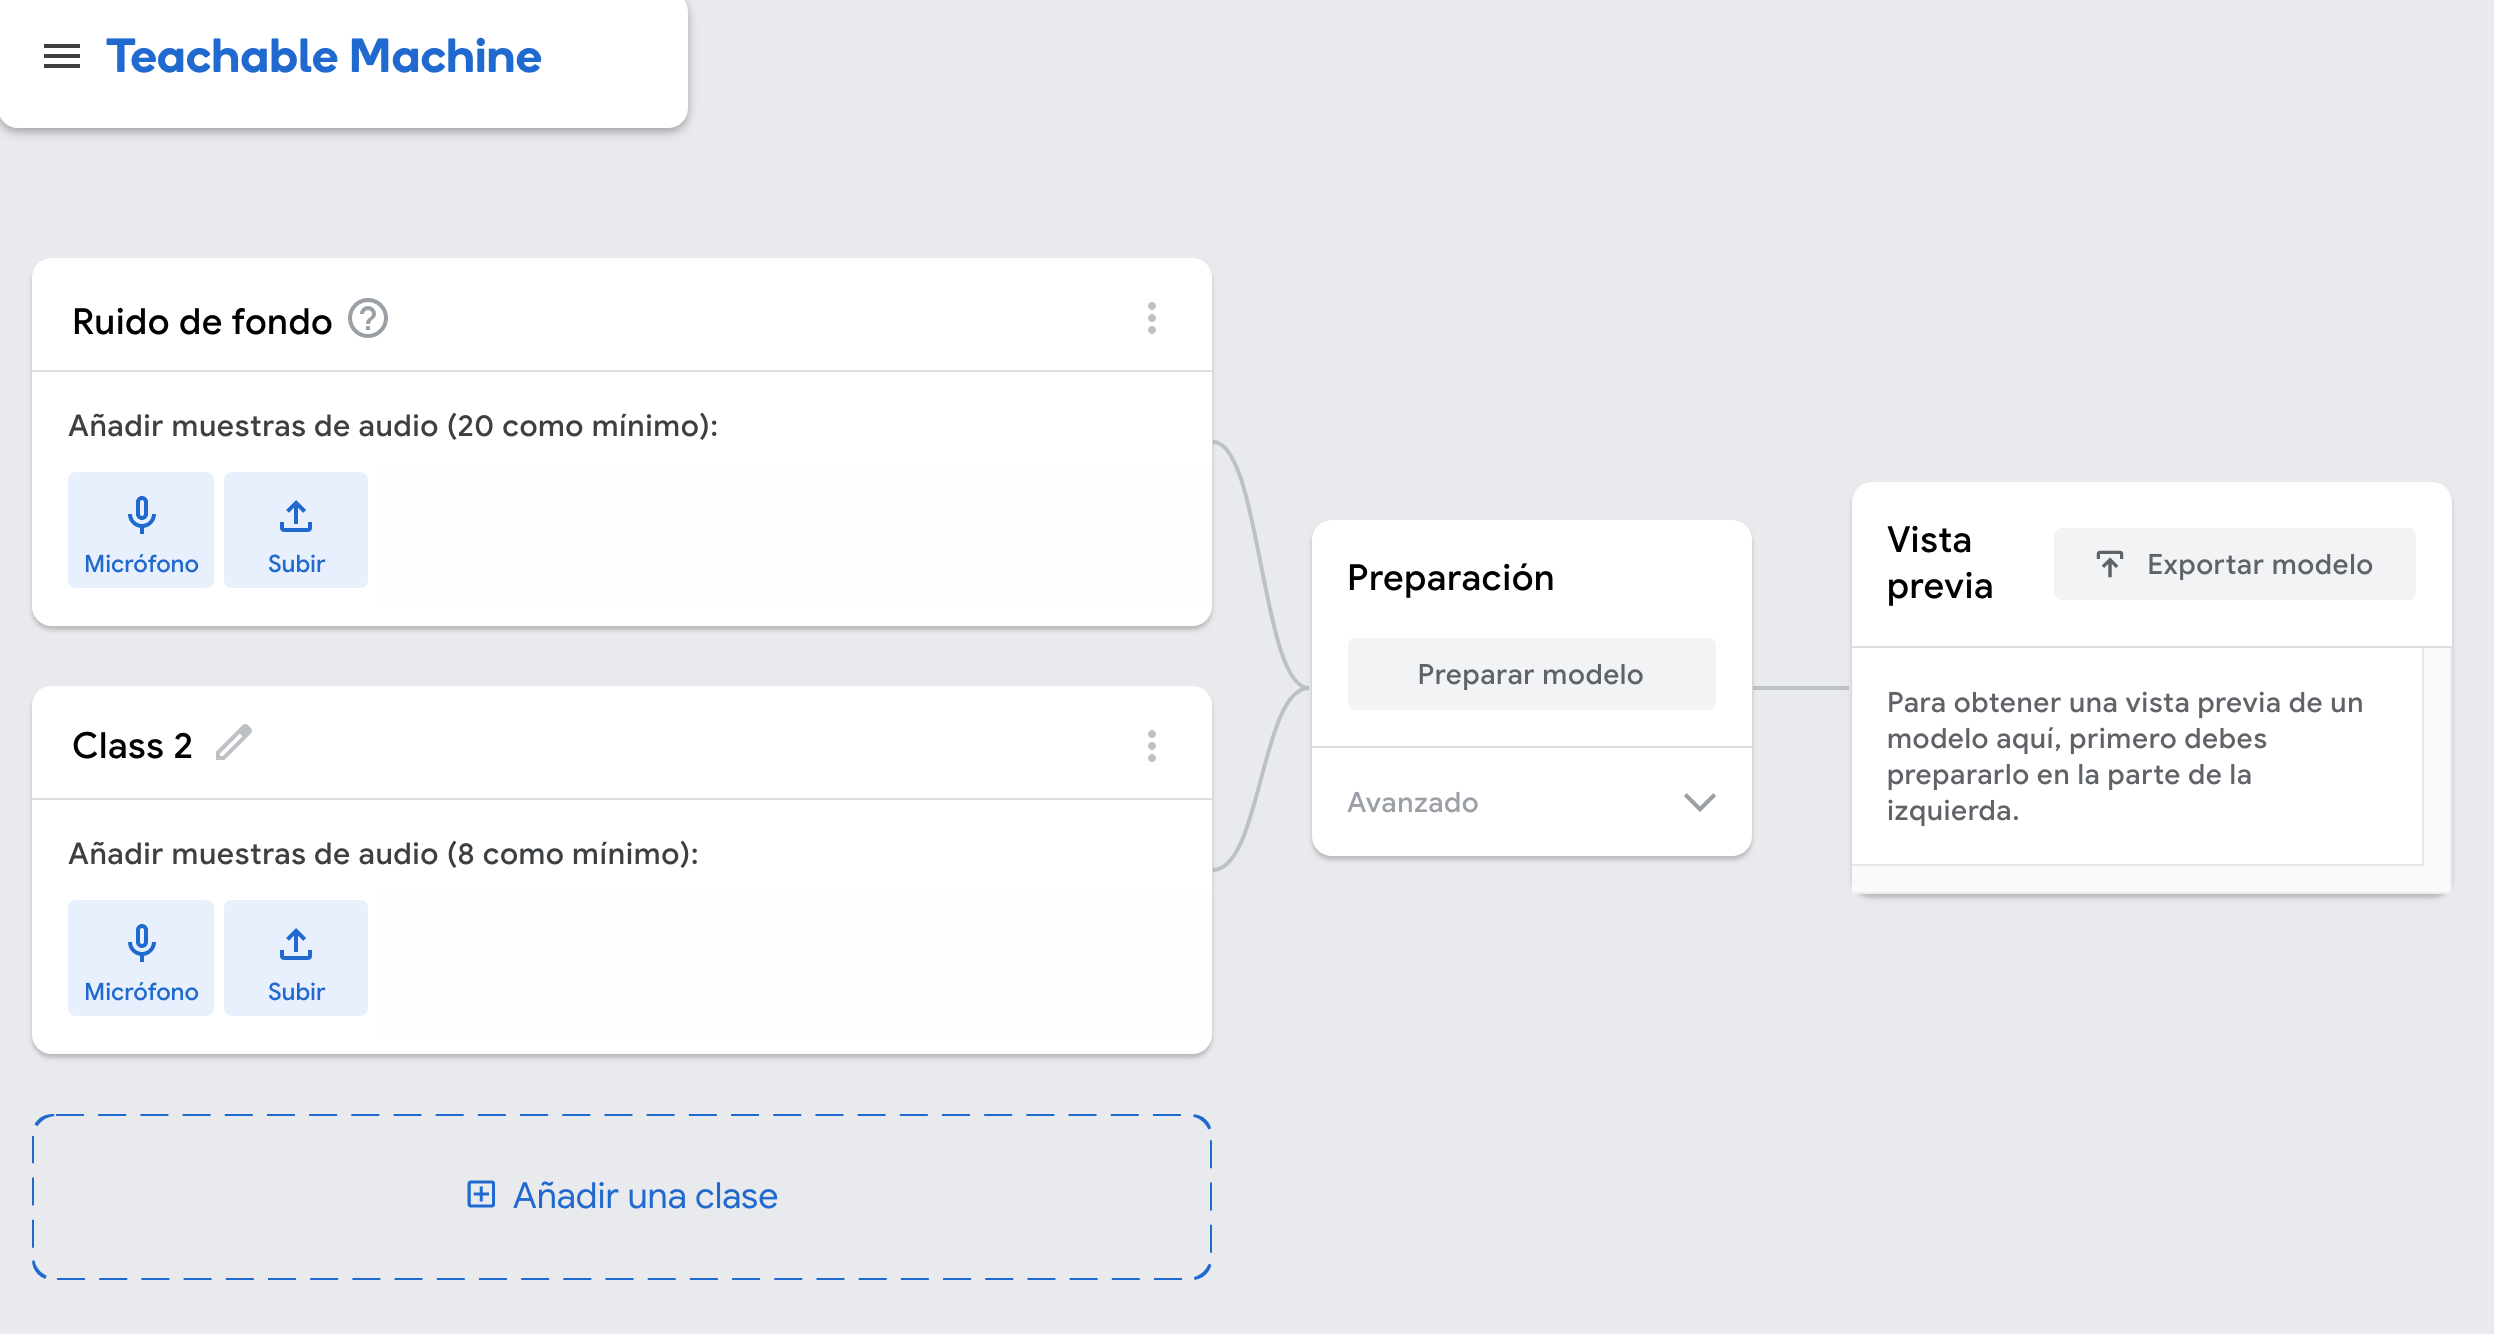 Teachable Machine
Ruido de fondo
Añadir muestras de audio (20 como mínimo):
Micrófono
Subir
Class 2
Añadir muestras de audio (8 como mínimo):
Micrófono
Subir
Añadir una clase
Preparación
Preparar modelo
Avanzado
Vista
previa
Exportar modelo
Para obtener una vista previa de un
modelo aquí, primero debes
prepararlo en la parte de la
izquierda.